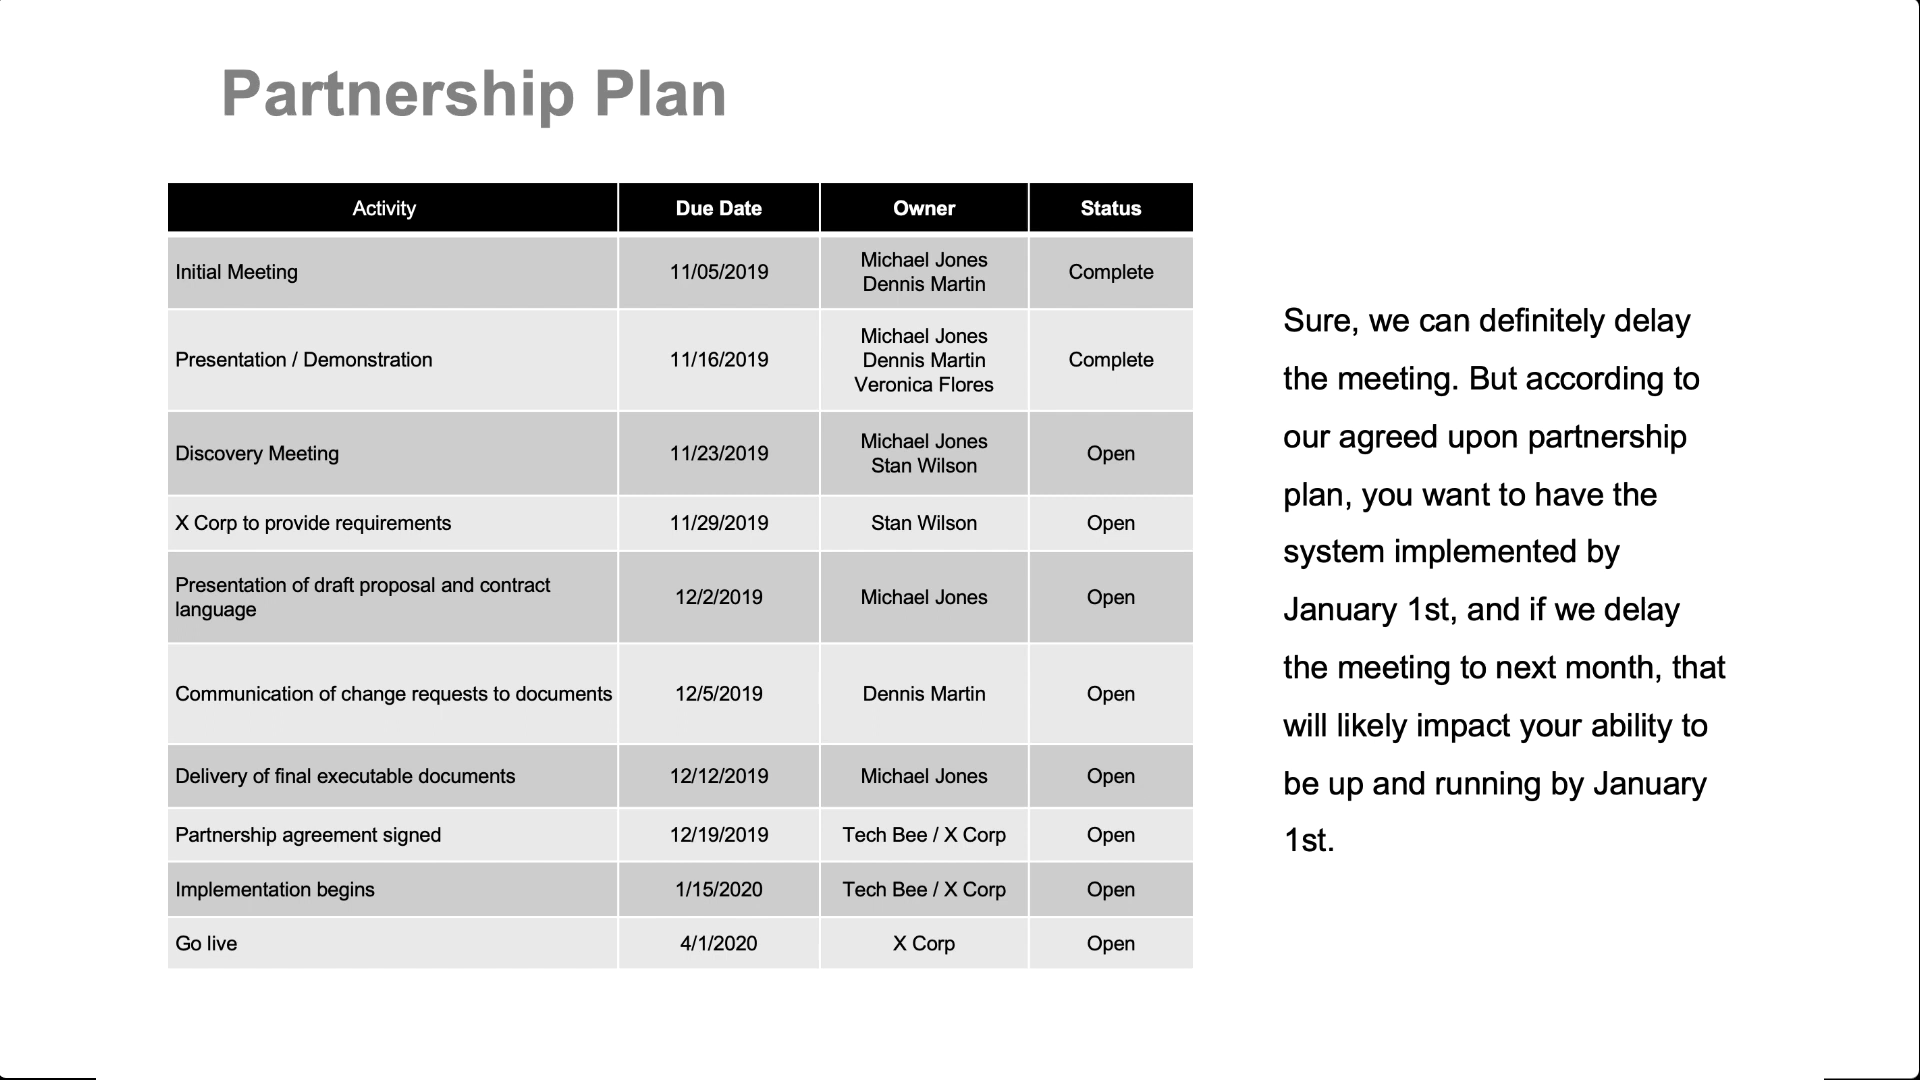 Partnership Plan
Activity Due Date Owner Status
Initial Meeting 11/05/2019 Michael Jones Complete
Dennis Martin
Presentation / Demonstration 11/16/2019 Michael Jones Complete
Dennis Martin
Veronica Flores
Discovery Meeting 11/23/2019 Michael Jones Open
Stan Wilson
X Corp to provide requirements 11/29/2019 Stan Wilson Open
Presentation of draft proposal and contract
language 12/2/2019 Michael Jones Open
Communication of change requests to documents 12/5/2019 Dennis Martin Open
Delivery of final executable documents 12/12/2019 Michael Jones Open
Partnership agreement signed 12/19/2019 Tech Bee / X Corp Open
Implementation begins 1/15/2020 Tech Bee / X Corp Open
Go live 4/1/2020 X Corp Open
Sure, we can definitely delay
the meeting. But according to
our agreed upon partnership
plan, you want to have the
system implemented by
January 1st, and if we delay
the meeting to next month, that
will likely impact your ability to
be up and running by January
1st.